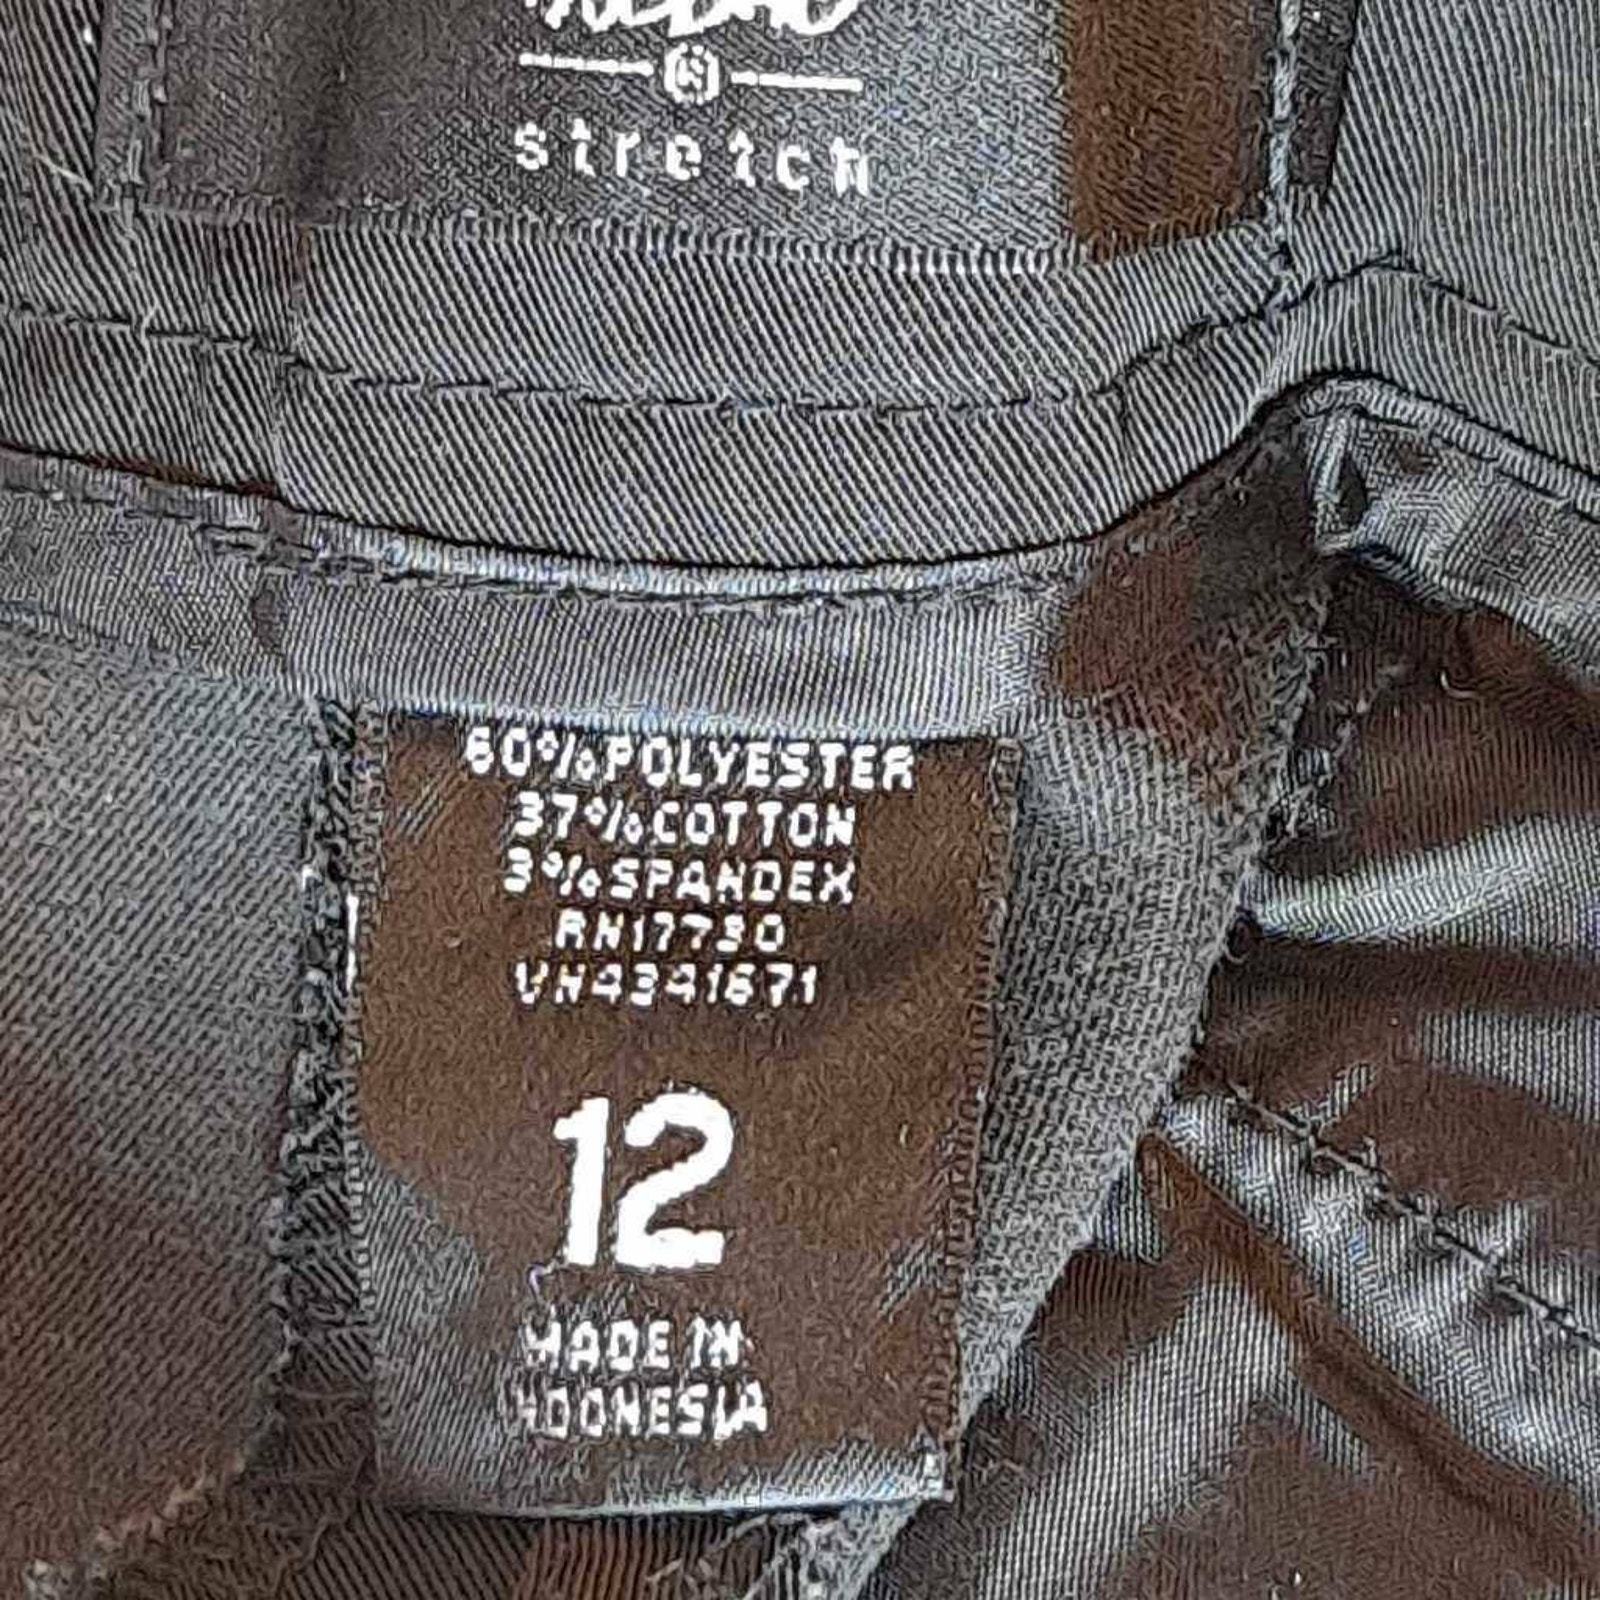 stretch
60%POLYESTER
37%COTTON
3%SPANDEX
RN17730
VN4341671
12
MADE IN
INDONESIA